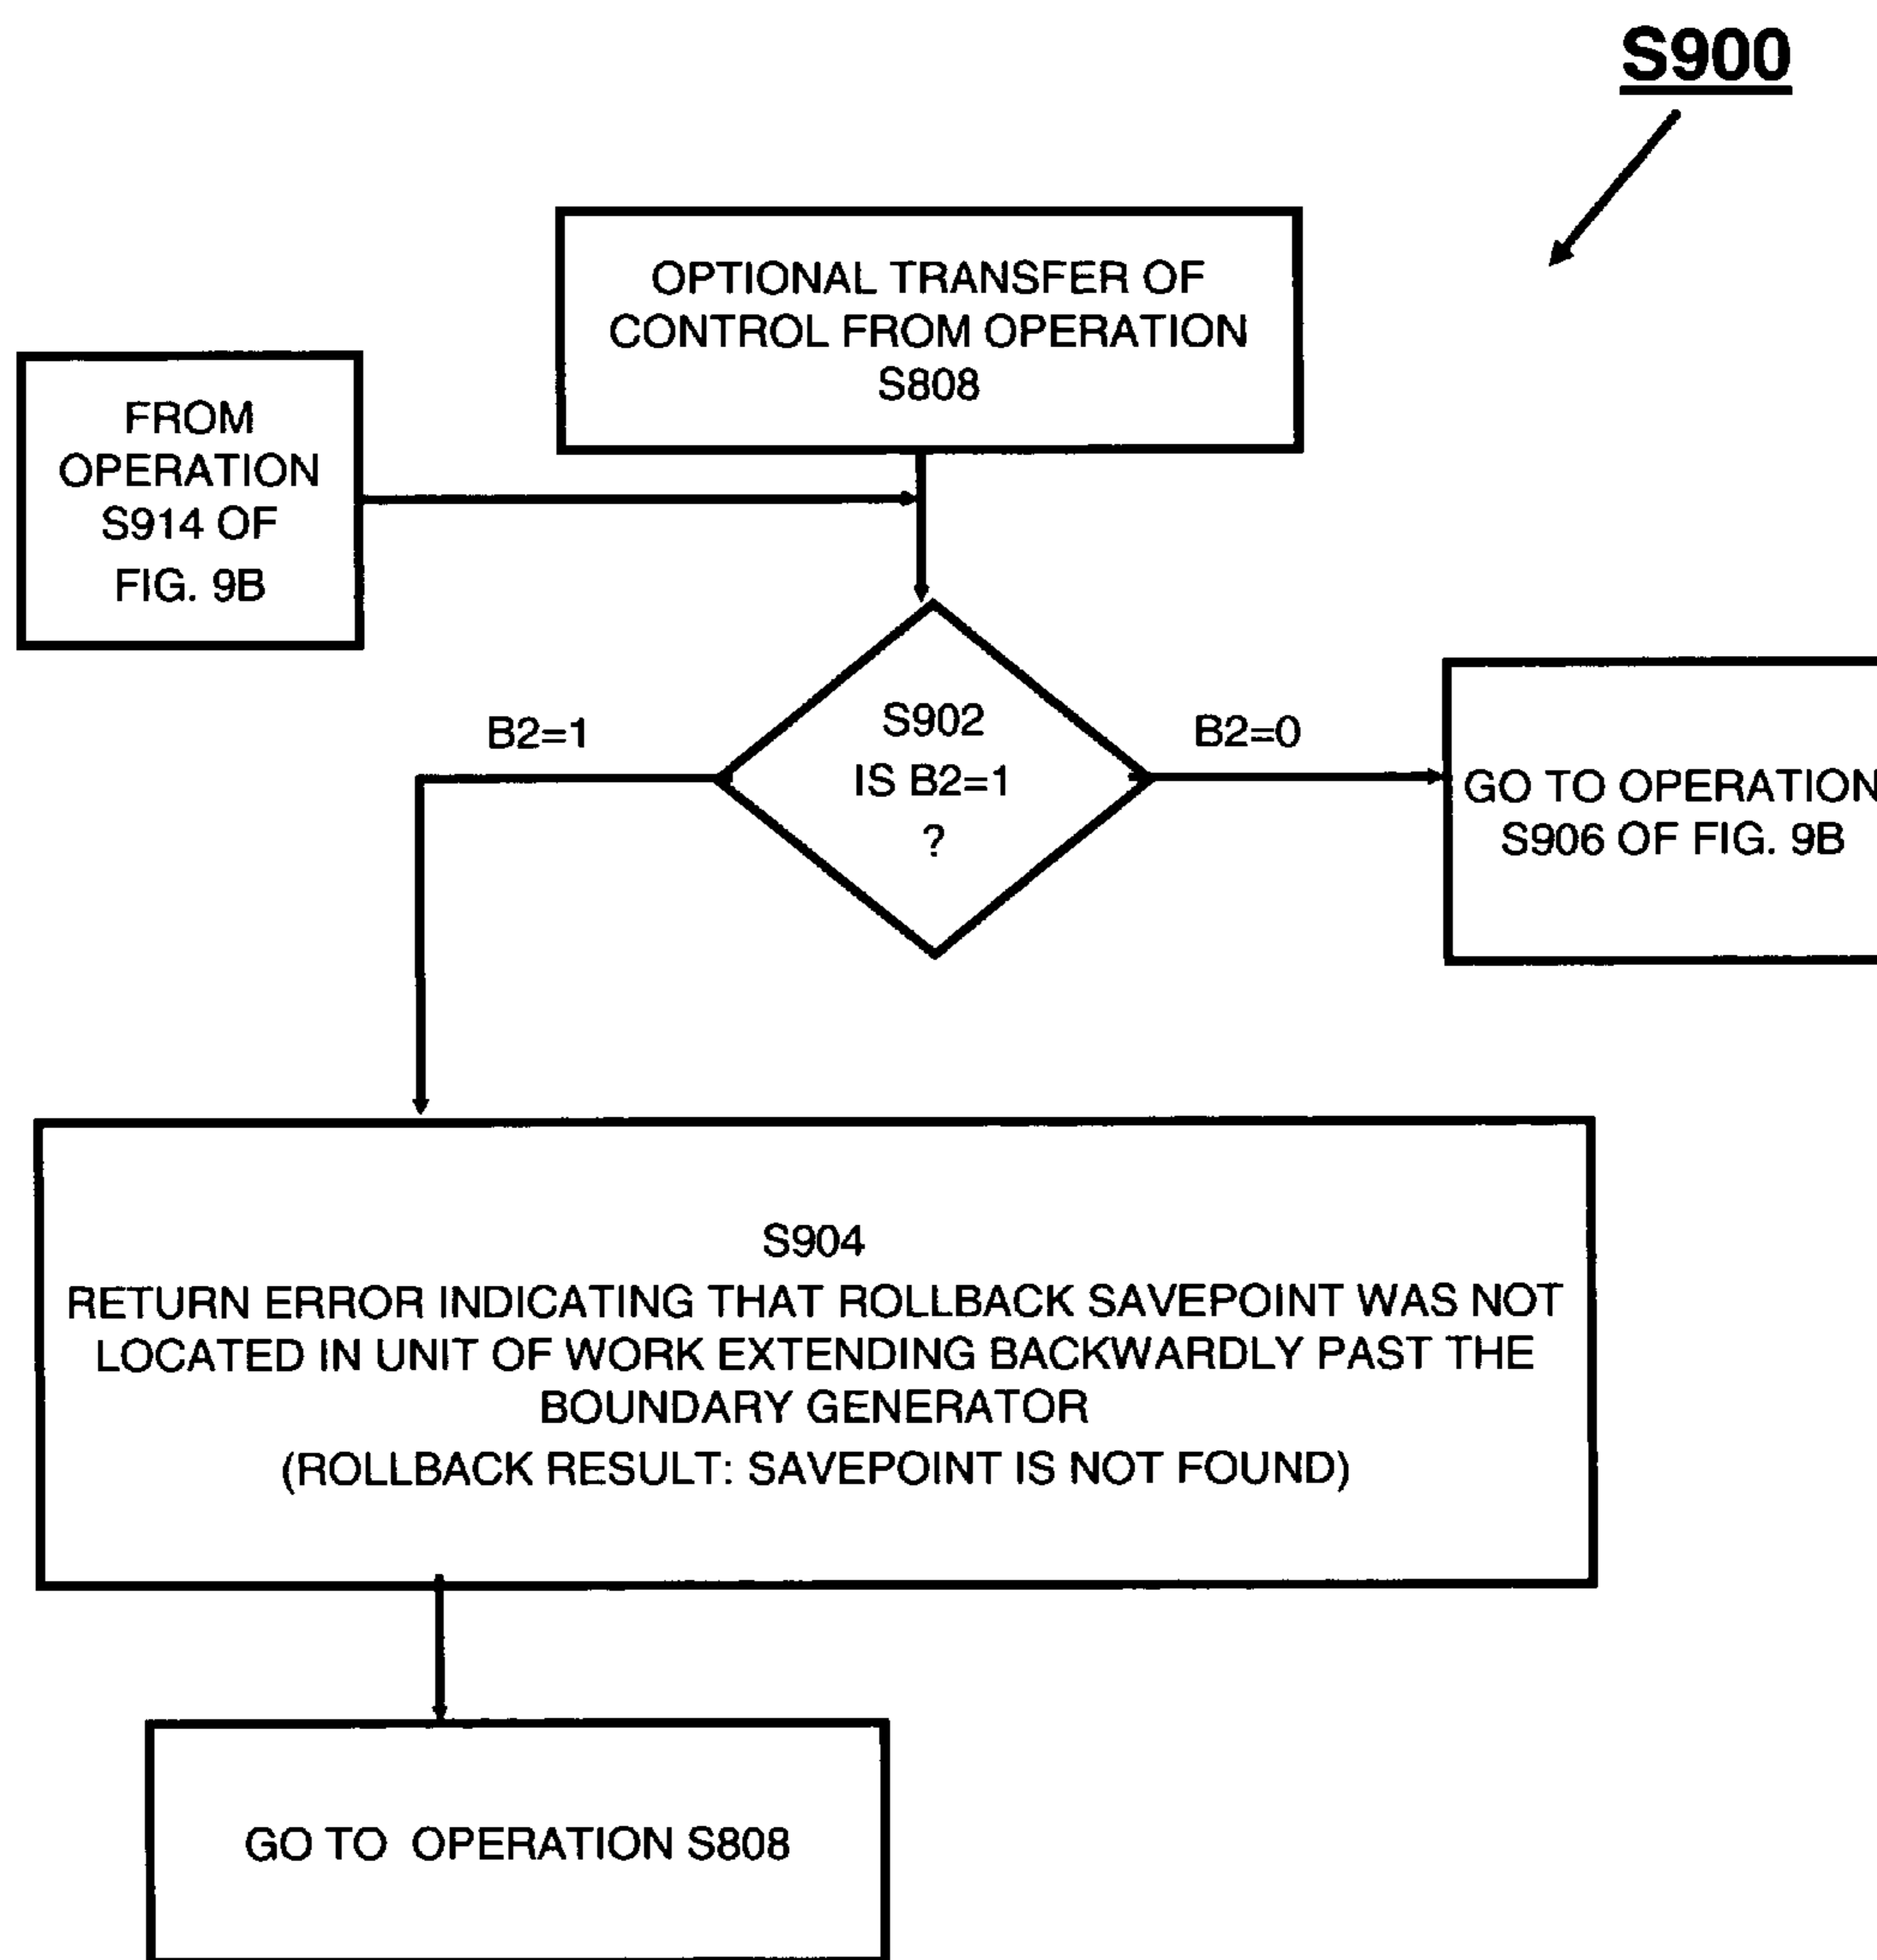 S900
OPTIONAL TRANSFER OF
CONTROL FROM OPERATION
S808
FROM
OPERATION
S914 OF
FIG. 9B
S902
IS B2=1
?
B2=1
B2=0
GO TO OPERATION
S906 OF FIG. 9B
S904
RETURN ERROR INDICATING THAT ROLLBACK SAVEPOINT WAS NOT
LOCATED IN UNIT OF WORK EXTENDING BACKWARDLY PAST THE
BOUNDARY GENERATOR
(ROLLBACK RESULT: SAVEPOINT IS NOT FOUND)
GO TO OPERATION S808